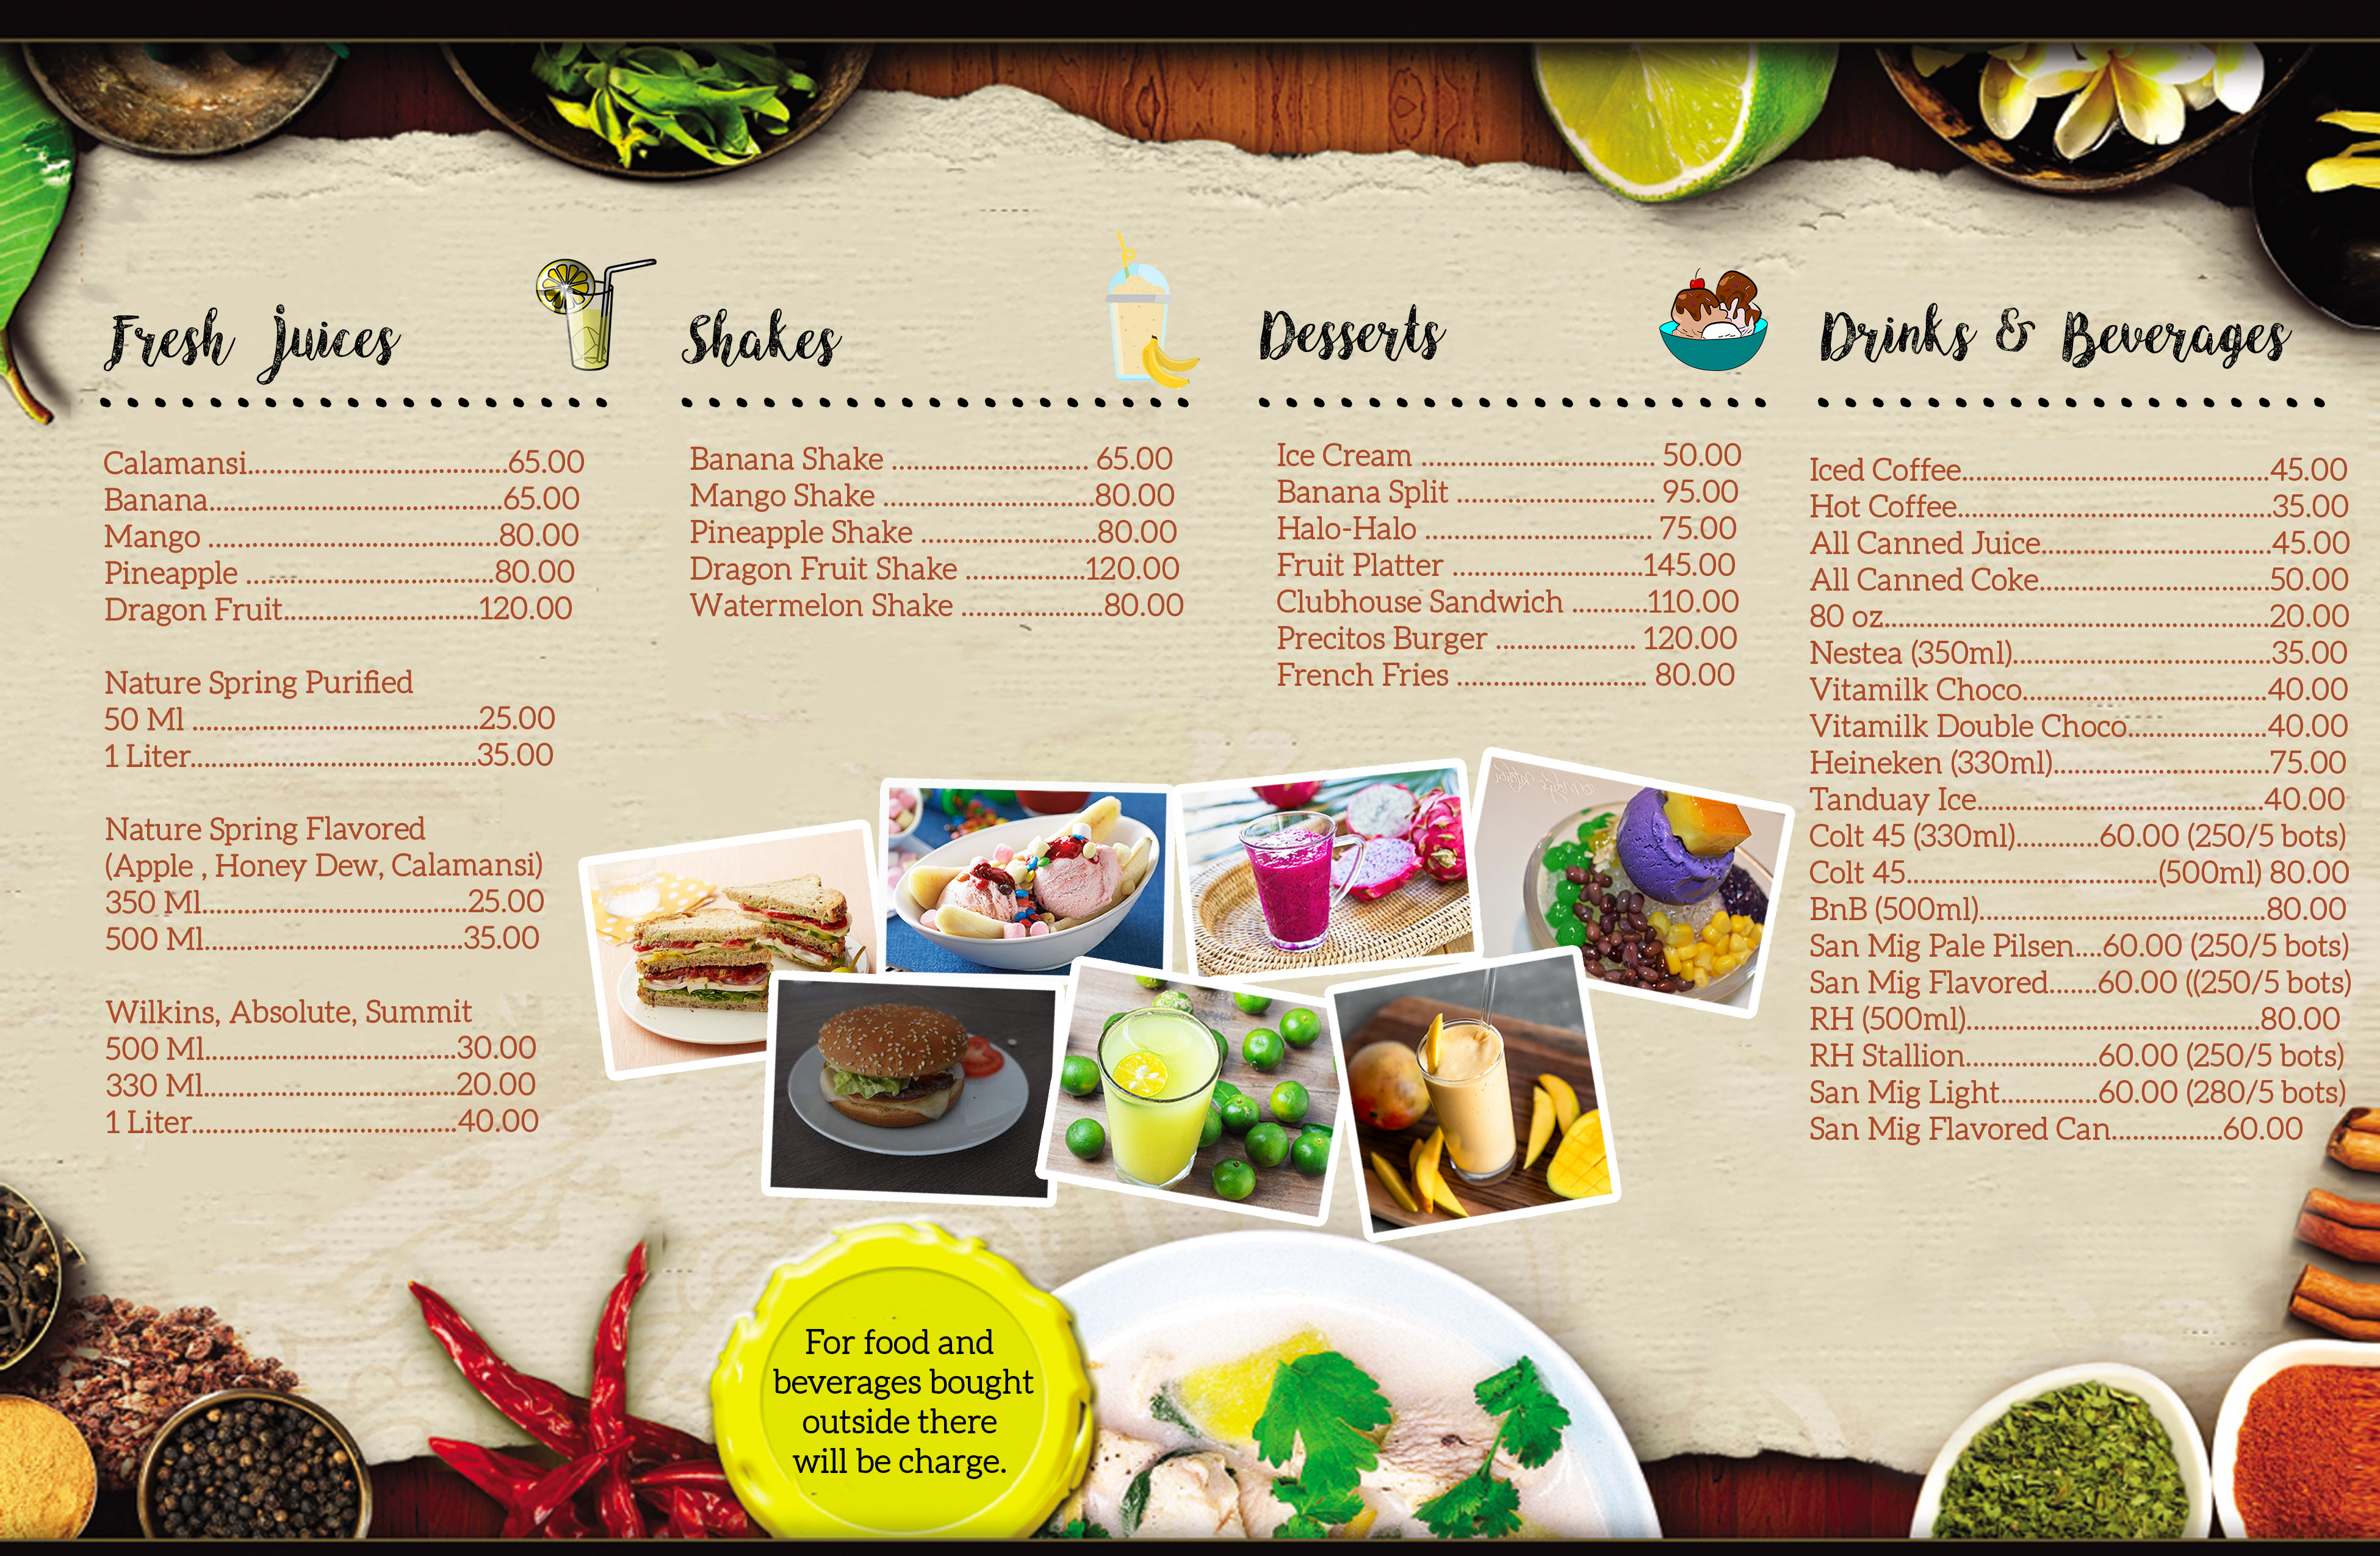 Fresh Juices
Calamansi....................................65.00
Banana.........................................65.00
Mango .........................................80.00
Pineapple ...................................80.00
Dragon Fruit...........................120.00
Nature Spring Purified
50 Ml ........................................25.00
1 Liter........................................35.00
Nature Spring Flavored
(Apple , Honey Dew, Calamansi)
350 Ml.....................................25.00
500 Ml....................................35.00
Wilkins, Absolute, Summit
500 Ml...................................30.00
330 Ml...................................20.00
1 Liter.....................................40.00
Shakes
Banana Shake ........................... 65.00
Mango Shake .............................80.00
Pineapple Shake ........................80.00
Dragon Fruit Shake ................120.00
Watermelon Shake ...................80.00
Desserts
Ice Cream ................................ 50.00
Banana Split ........................... 95.00
Halo-Halo ............................... 75.00
Fruit Platter ..........................145.00
Clubhouse Sandwich ..........110.00
Precitos Burger ................... 120.00
French Fries .......................... 80.00
Drinks & Beverages
Iced Coffee...........................................45.00
Hot Coffee............................................35.00
All Canned Juice................................45.00
All Canned Coke................................50.00
80 oz.....................................................20.00
Nestea (350ml)....................................35.00
Vitamilk Choco..................................40.00
Vitamilk Double Choco...................40.00
Heineken (330ml)..............................75.00
Tanduay Ice.......................................40.00
Colt 45 (330ml)............60.00 (250/5 bots)
Colt 45...................................(500ml) 80.00
BnB (500ml).......................................80.00
San Mig Pale Pilsen....60.00 (250/5 bots)
San Mig Flavored.......60.00 ((250/5 bots)
RH (500ml).........................................80.00
RH Stallion..................60.00 (250/5 bots)
San Mig Light..............60.00 (280/5 bots)
San Mig Flavored Can................60.00
For food and
beverages bought
outside there
will be charge.